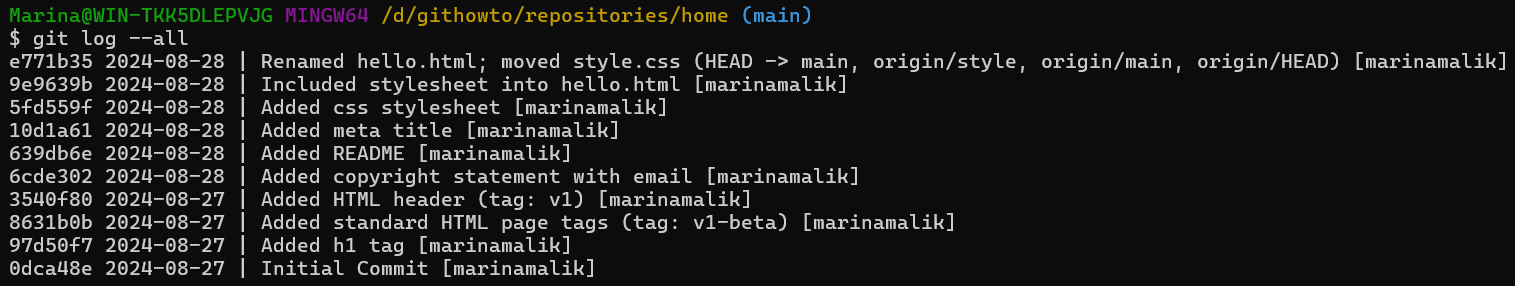 Marina@WIN-TKK5DLEPVJG MINGW64 /d/githowto/repositories/home (main)
$ git log --all
e771b35 2024-08-28 | Renamed hello.html; moved style.css (HEAD -> main, origin/style, origin/main, origin/HEAD) [marinamalik]
9e9639b 2024-08-28 | Included stylesheet into hello.html [marinamalik]
5fd559f 2024-08-28 | Added css stylesheet [marinamalik]
10d1a61 2024-08-28 | Added meta title [marinamalik]
639db6e 2024-08-28 | Added README [marinamalik]
6cde302 2024-08-28 | Added copyright statement with email [marinamalik]
3540f80 2024-08-27 | Added HTML header (tag: v1) [marinamalik]
8631b0b 2024-08-27 | Added standard HTML page tags (tag: v1-beta) [marinamalik]
97d50f7 2024-08-27 | Added h1 tag [marinamalik]
0dca48e 2024-08-27 | Initial Commit [marinamalik]